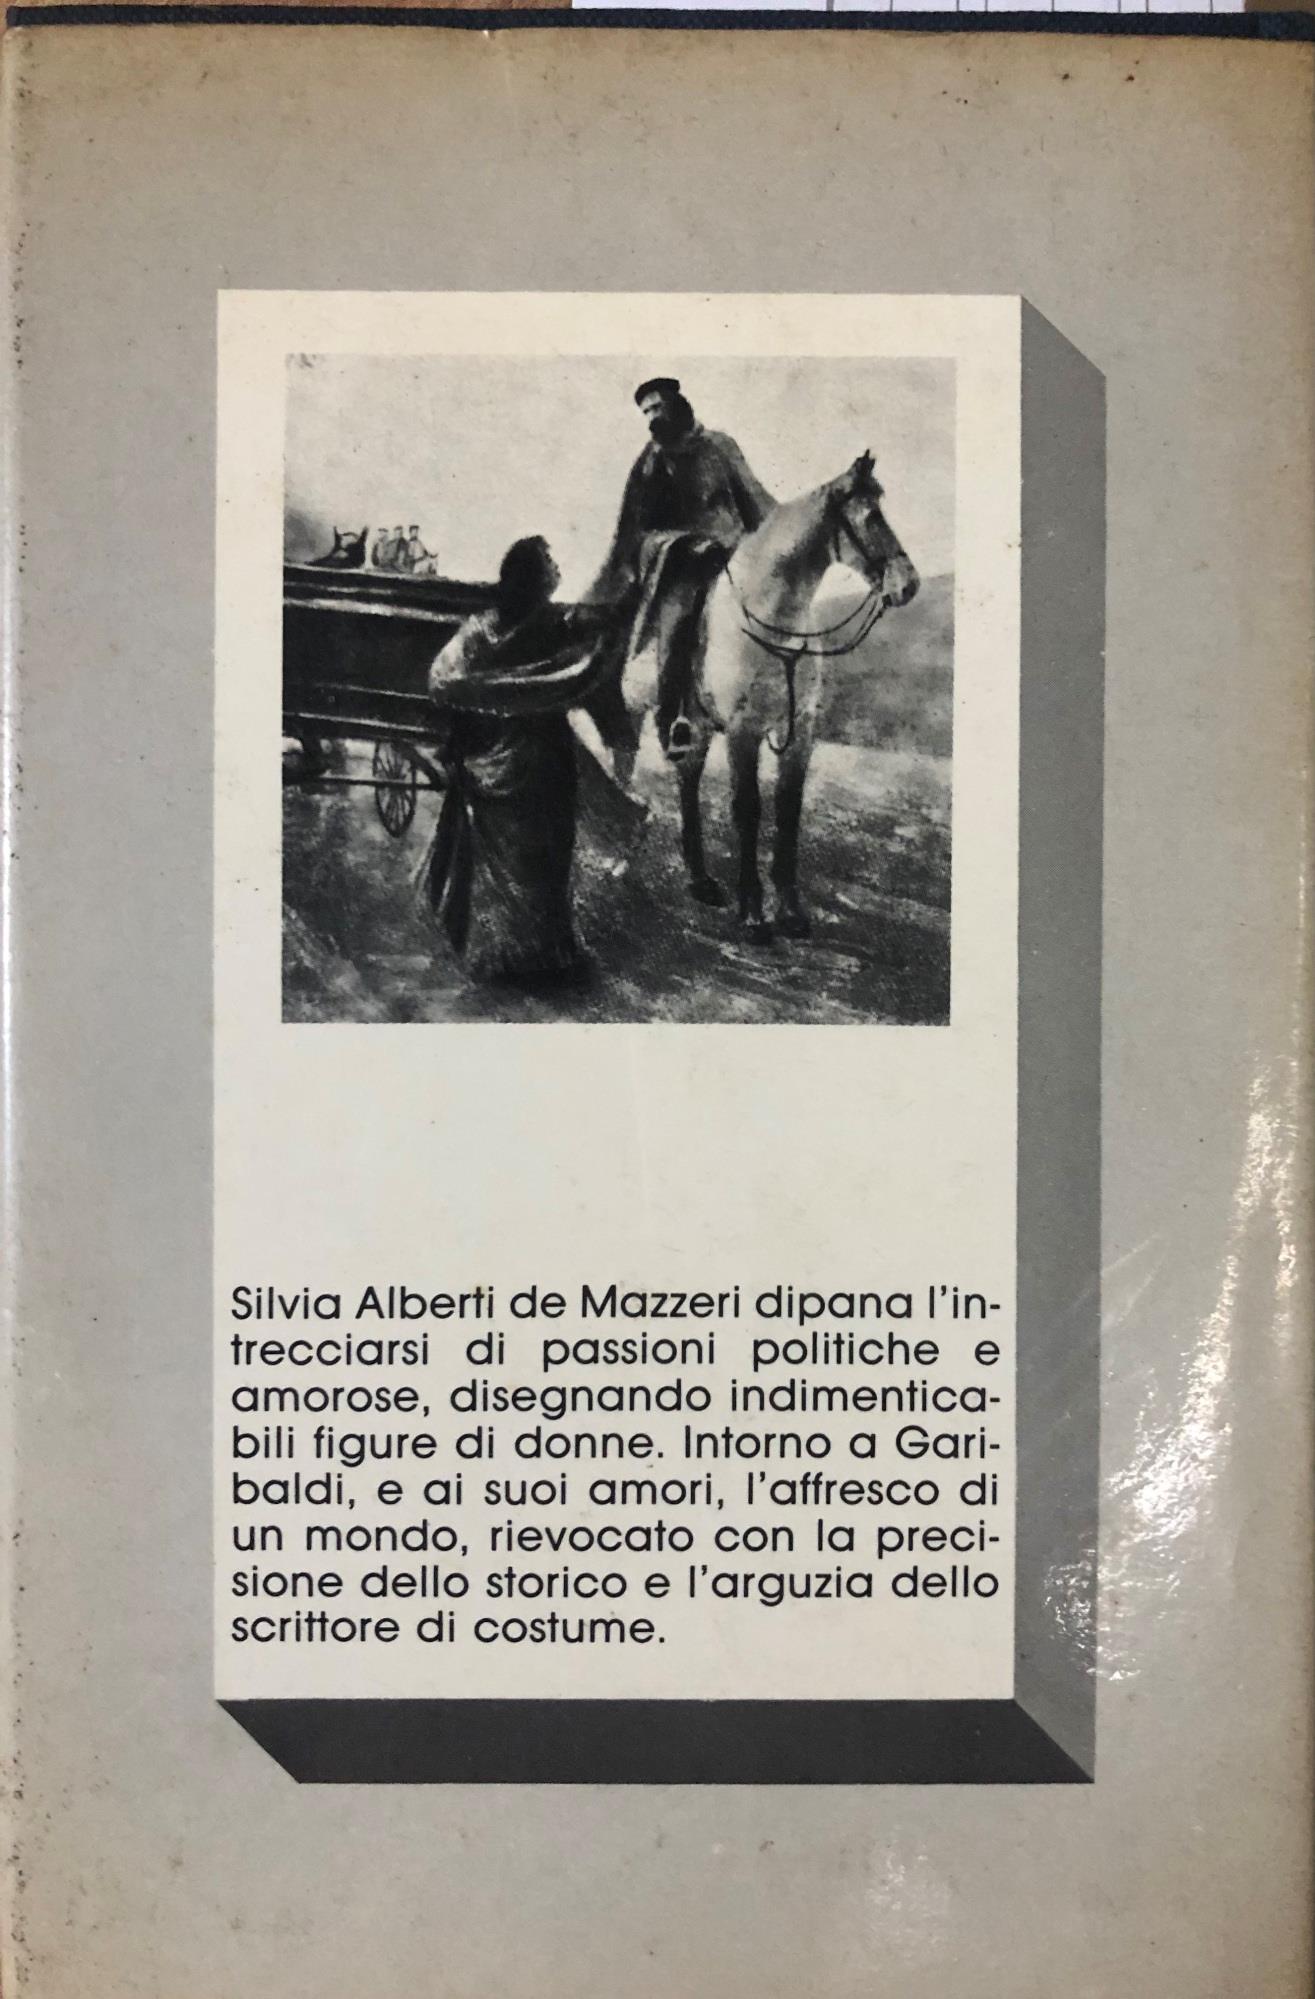 Silvia Alberti de Mazzeri dipana l'in-
trecciarsi di passioni politiche e
amorose, disegnando indimentica-
bili figure di donne. Intorno a Gari-
baldi, e ai suoi amori, l'affresco di
un mondo, rievocato con la preci-
sione dello storico e l'arguzia dello
scrittore di costume.